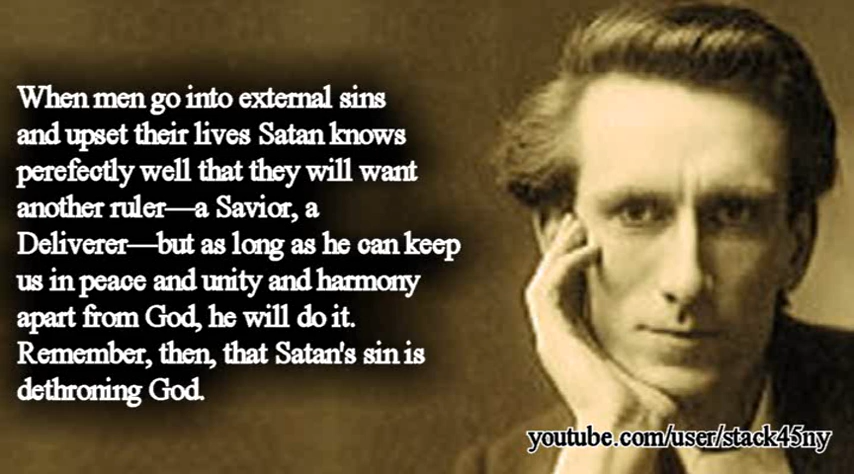 When men go into external sins
and upset their lives Satan knows
perefectly well that they will want
another ruler—a Savior, a
Deliverer—but as long as he can keep
us in peace and unity and harmony
apart from God, he will do it.
Remember, then, that Satan's sin is
dethroning God.
youtube.com/user/stack45ny